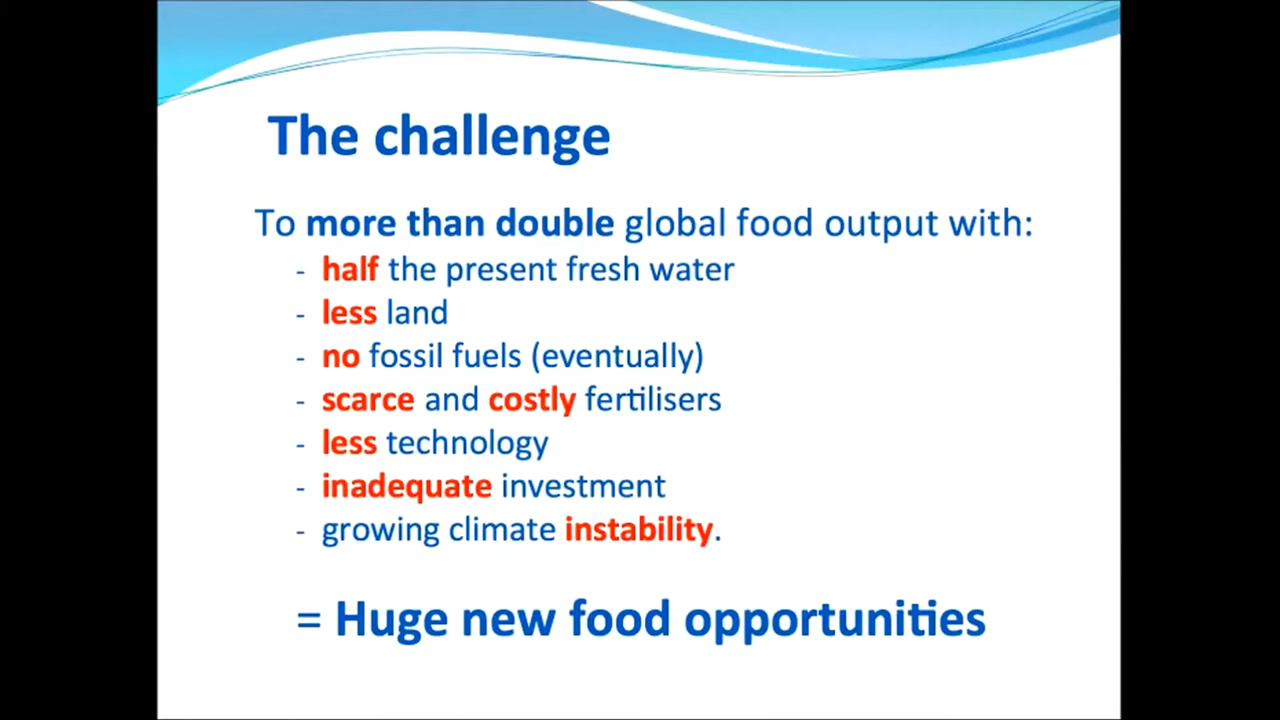 The challenge
To more than double global food output with:
- half the present fresh water
- less land
- no fossil fuels (eventually)
- scarce and costly fertilisers
- less technology
- inadequate investment
- growing climate instability.
= Huge new food opportunities